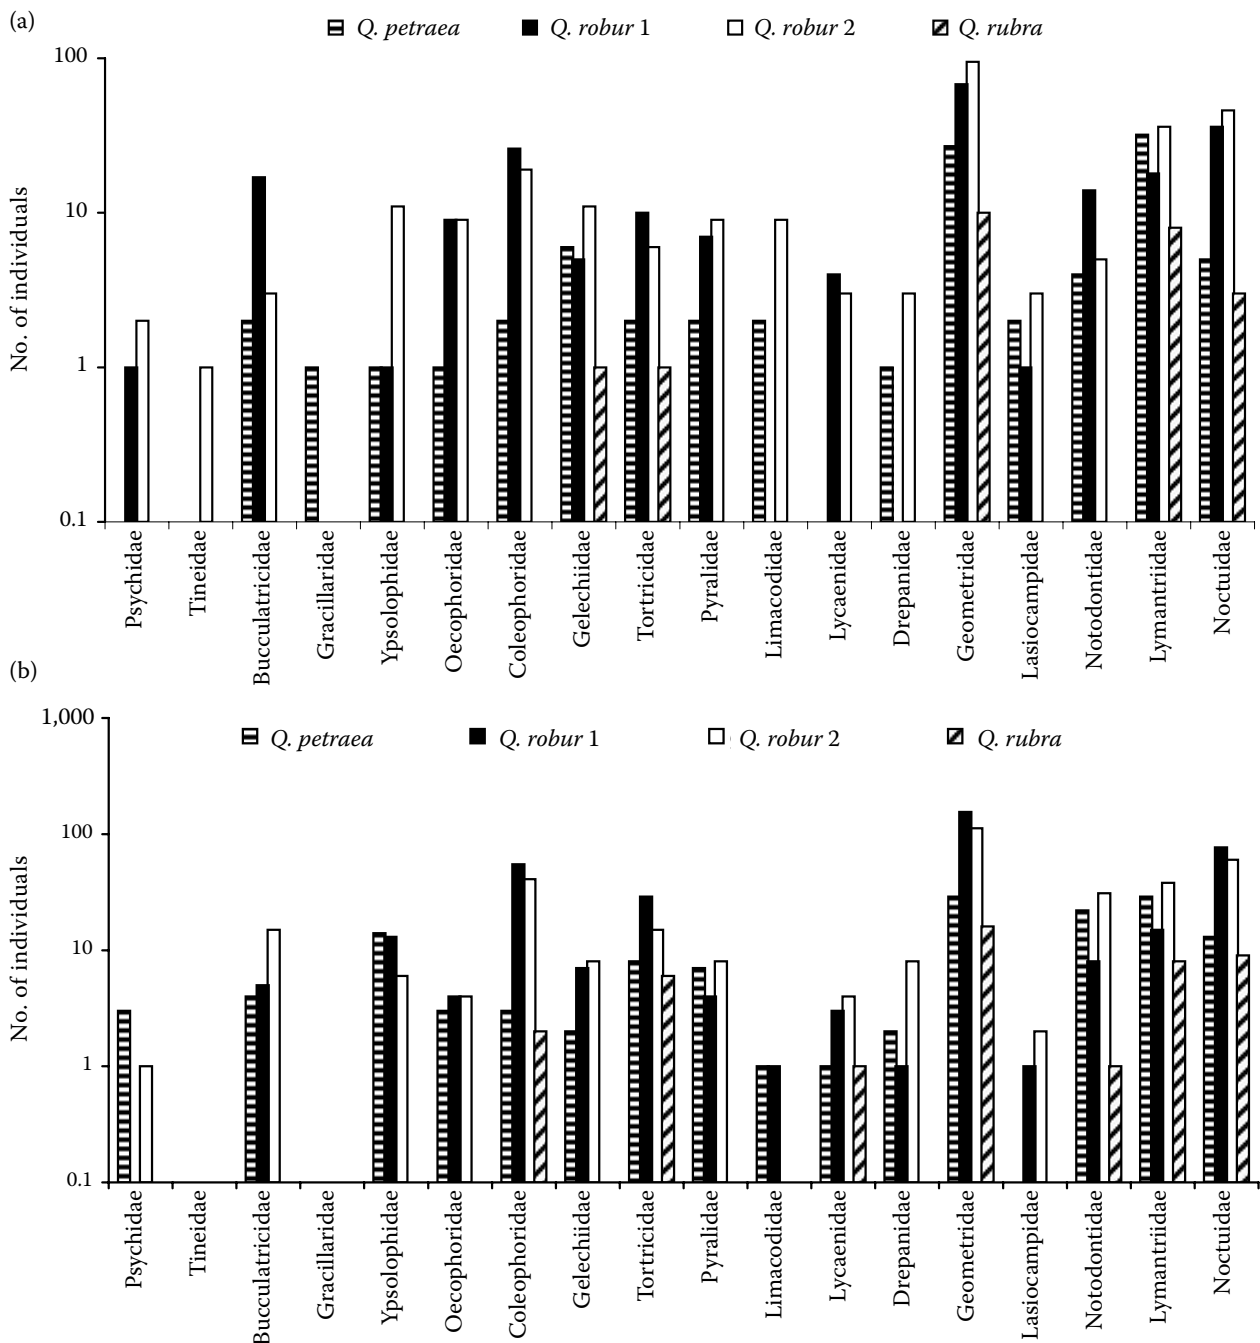 (a)
Q. petraea Q. robur 1 Q. robur 2 Q. rubra
No. of individuals
100
10
1
0.1
Psychidae
Tineidae
Bucculatricidae
Gracillaridae
Ypsolophidae
Oecophoridae
Coleophoridae
Gelechiidae
Tortricidae
Pyralidae
Limacodidae
Lycaenidae
Drepanidae
Geometridae
Lasiocampidae
Notodontidae
Lymantriidae
Noctuidae
(b)
Q. petraea Q. robur 1 Q. robur 2 Q. rubra
No. of individuals
1,000
100
10
1
0.1
Psychidae
Tineidae
Bucculatricidae
Gracillaridae
Ypsolophidae
Oecophoridae
Coleophoridae
Gelechiidae
Tortricidae
Pyralidae
Limacodidae
Lycaenidae
Drepanidae
Geometridae
Lasiocampidae
Notodontidae
Lymantriidae
Noctuidae